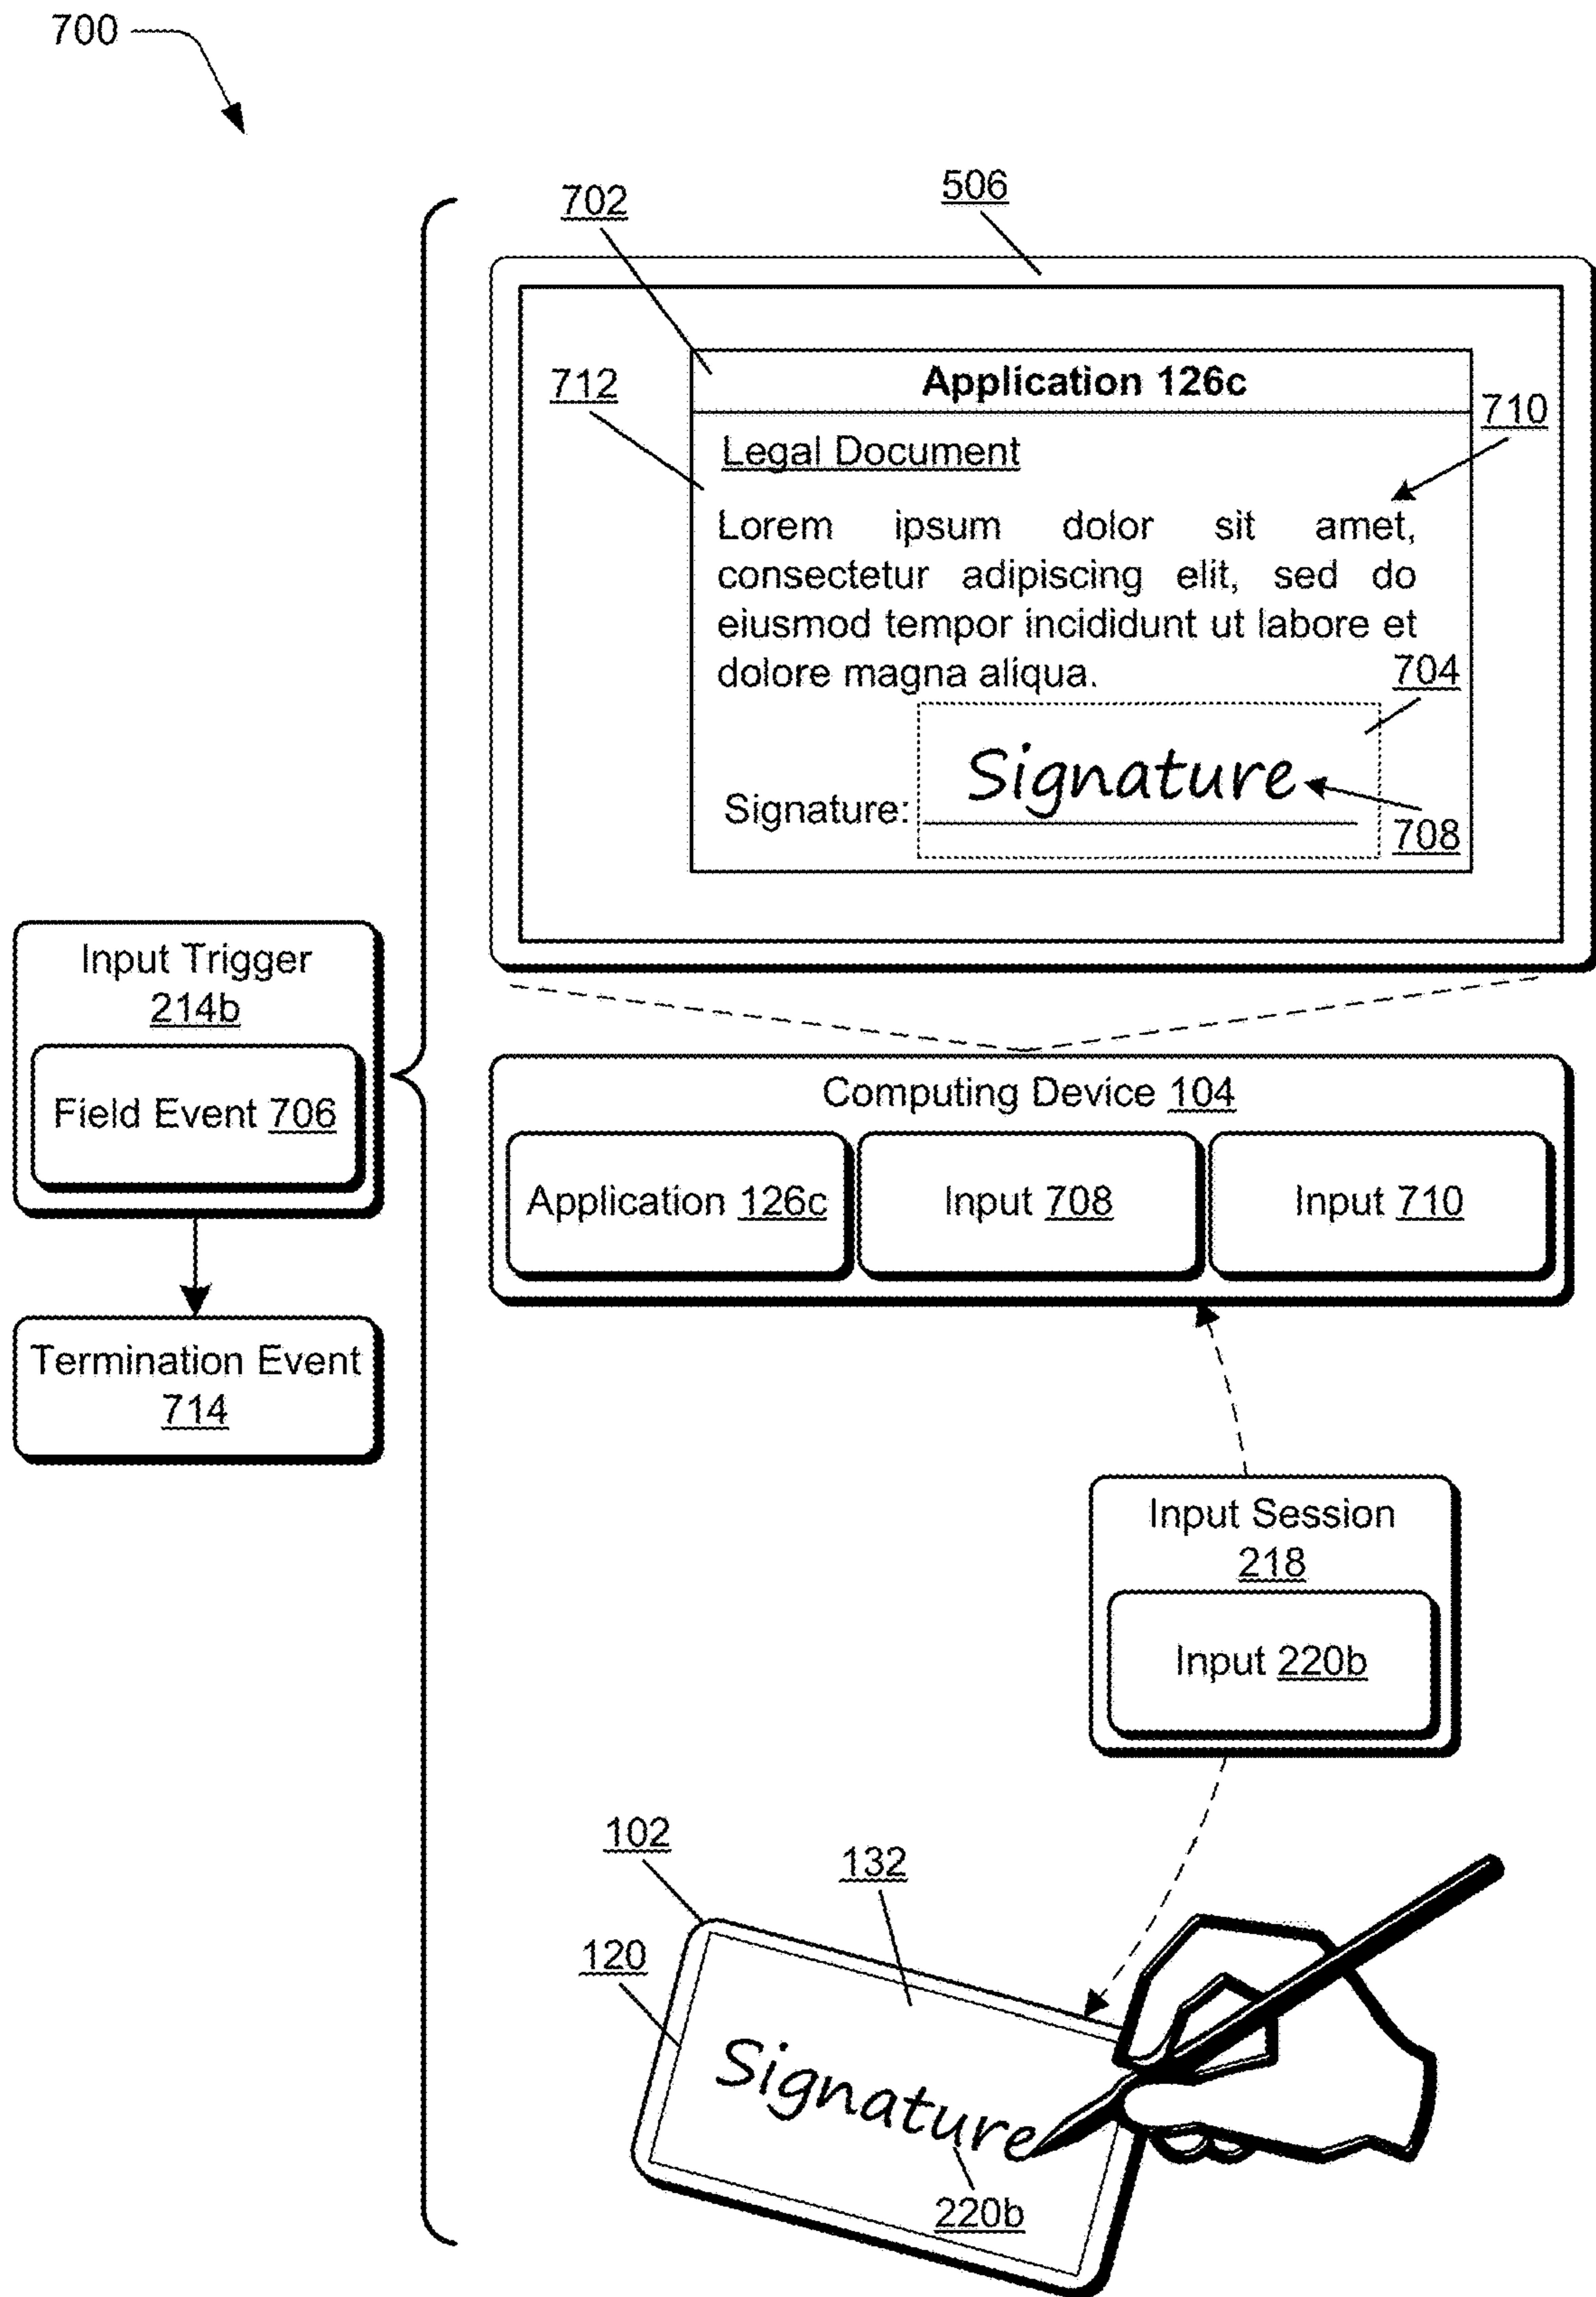 700
702
506
Application 126c
712
710
Legal Document
Lorem ipsum dolor sit amet,
consectetur adipiscing elit, sed do
eiusmod tempor incididunt ut labore et
dolore magna aliqua.
704
Signature
Signature:
708
Input Trigger
214b
Field Event 706
Computing Device 104
Application 126c
Input 708
Input 710
Termination Event
714
Input Session
218
Input 220b
102
132
120
Signature
220b